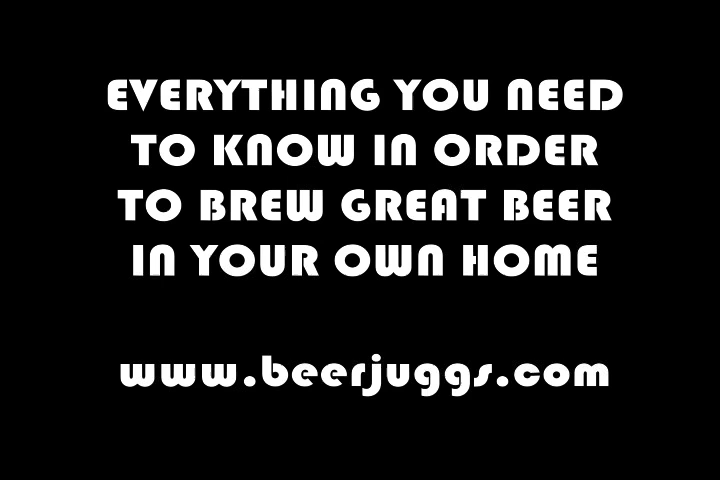 EVERYTHING YOU NEED
TO KNOW IN ORDER
TO BREW GREAT BEER
IN YOUR OWN HOME
www.beerjuggs.com